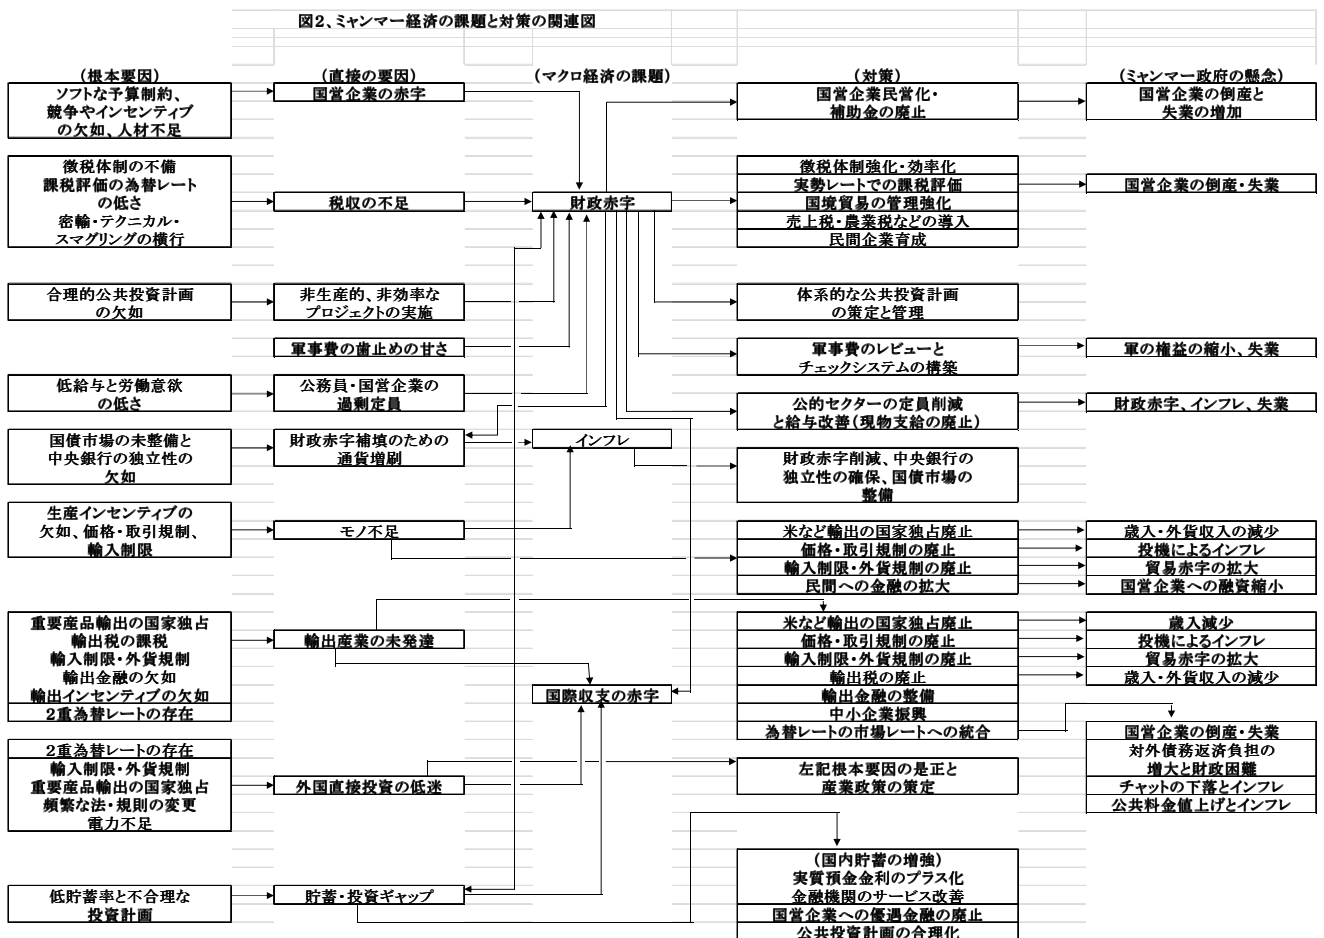 図2、ミャンマー経済の課題と対策の関連図
（根本要因）
ソフトな予算制約、
競争やインセンティブ
の欠如、人材不足
徴税体制の不備
課税評価の為替レート
の低さ
密輸・テクニカル・
スマグリングの横行
合理的公共投資計画
の欠如
低給与と労働意欲
の低さ
国債市場の未整備と
中央銀行の独立性の
欠如
生産インセンティブの
欠如、価格・取引規制、
輸入制限
重要産品輸出の国家独占
輸出税の課税
輸入制限・外貨規制
輸出金融の欠如
輸出インセンティブの欠如
2重為替レートの存在
2重為替レートの存在
輸入制限・外貨規制
重要産品輸出の国家独占
頻繁な法・規則の変更
電力不足
低貯蓄率と不合理な
投資計画
（直接の要因）
国営企業の赤字
税収の不足
非生産的、非効率な
プロジェクトの実施
軍事費の歯止めの甘さ
公務員・国営企業の
過剰定員
財政赤字補填のための
通貨増刷
モノ不足
輸出産業の未発達
外国直接投資の低迷
貯蓄・投資ギャップ
（マクロ経済の課題）
財政赤字
インフレ
国際収支の赤字
（対策）
国営企業民営化・
補助金の廃止
徴税体制強化・効率化
実勢レートでの課税評価
国境貿易の管理強化
売上税・農業税などの導入
民間企業育成
体系的な公共投資計画
の策定と管理
軍事費のレビューと
チェックシステムの構築
公的セクターの定員削減
と給与改善（現物支給の廃止）
財政赤字削減、中央銀行の
独立性の確保、国債市場の
整備
米など輸出の国家独占廃止
価格・取引規制の廃止
輸入制限・外貨規制の廃止
民間への金融の拡大
米など輸出の国家独占廃止
価格・取引規制の廃止
輸入制限・外貨規制の廃止
輸出税の廃止
輸出金融の整備
中小企業振興
為替レートの市場レートへの統合
左記根本要因の是正と
産業政策の策定
（国内貯蓄の増強）
実質預金金利のプラス化
金融機関のサービス改善
国営企業への優遇金融の廃止
公共投資計画の合理化
（ミャンマー政府の懸念）
国営企業の倒産と
失業の増加
国営企業の倒産・失業
軍の権益の縮小、失業
財政赤字、インフレ、失業
歳入・外貨収入の減少
投機によるインフレ
貿易赤字の拡大
国営企業への融資縮小
歳入減少
投機によるインフレ
貿易赤字の拡大
歳入・外貨収入の減少
国営企業の倒産・失業
対外債務返済負担の
増大と財政困難
チャットの下落とインフレ
公共料金値上げとインフレ